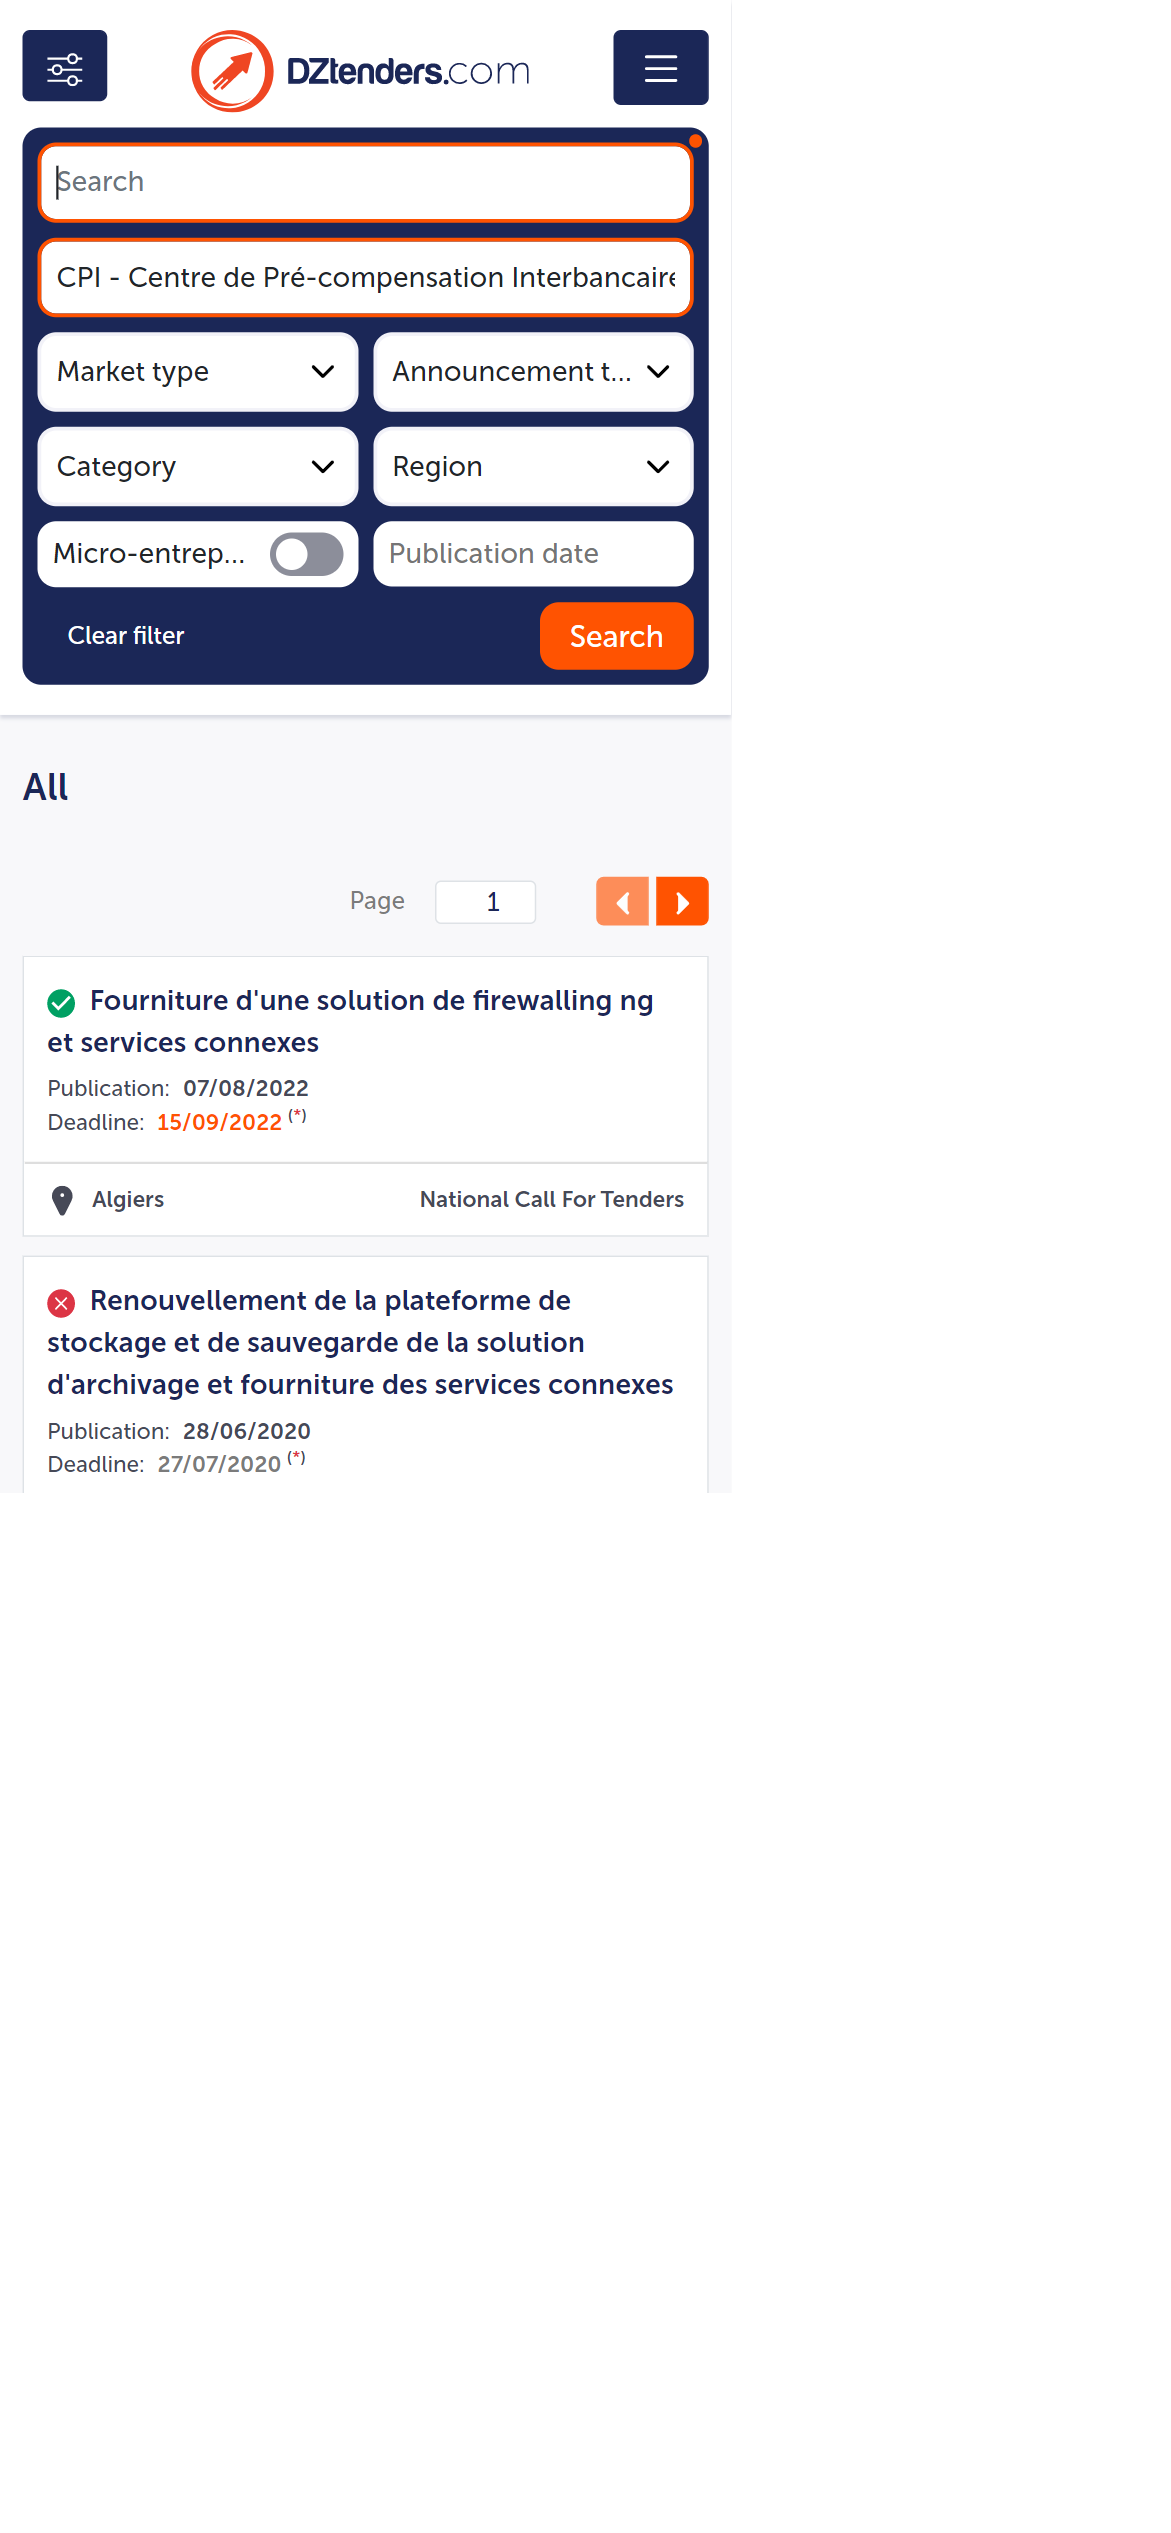 DZtenders.com
Search
CPI - Centre de Pré-compensation Interbancaire
Market type
Announcement t...
Category
Region
Micro-entrep...
Publication date
Clear filter
Search
All
Page 1
Fourniture d'une solution de firewalling ng
et services connexes
Publication: 07/08/2022
Deadline: 15/09/2022 (*)
Algiers
National Call For Tenders
Renouvellement de la plateforme de
stockage et de sauvegarde de la solution
d'archivage et fourniture des services connexes
Publication: 28/06/2020
Deadline: 27/07/2020 (*)